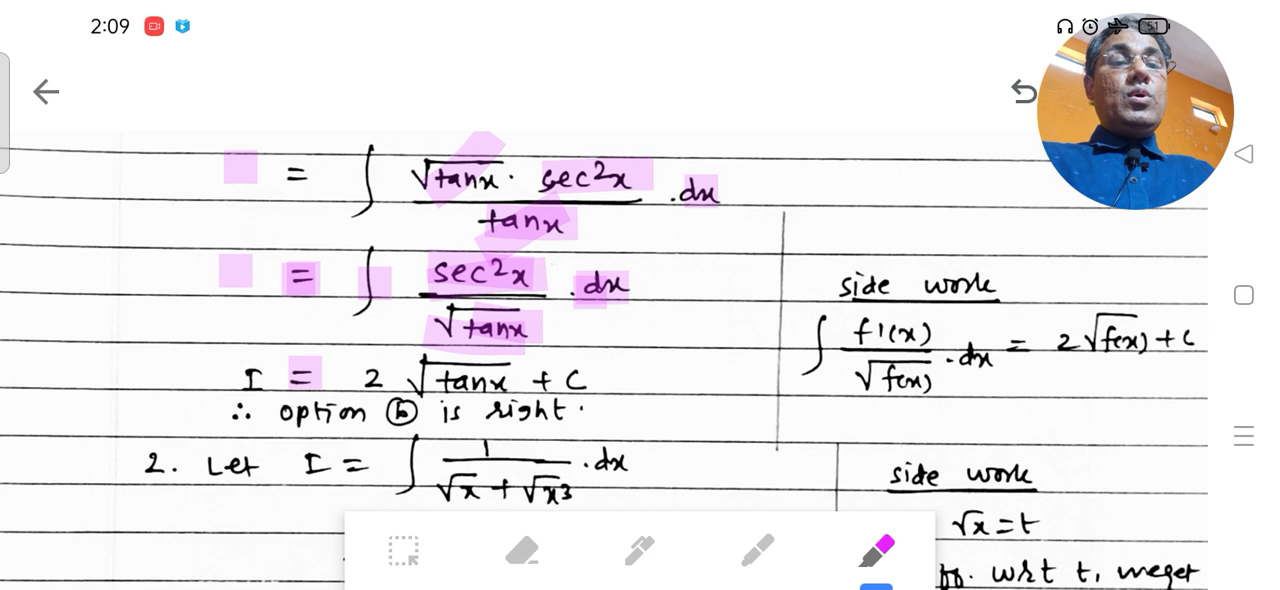 2:09
51
= ∫ √tanx · sec²x / tanx .dx
= ∫ sec²x / √tanx .dx
I = 2 √tanx + C
∴ option ⓑ is right.
side work
∫ f'(x) / √f(x) .dx = 2√f(x) + C
2. Let I = ∫ 1 / √x + √x³ .dx
side work
√x = t
wrt t, weget